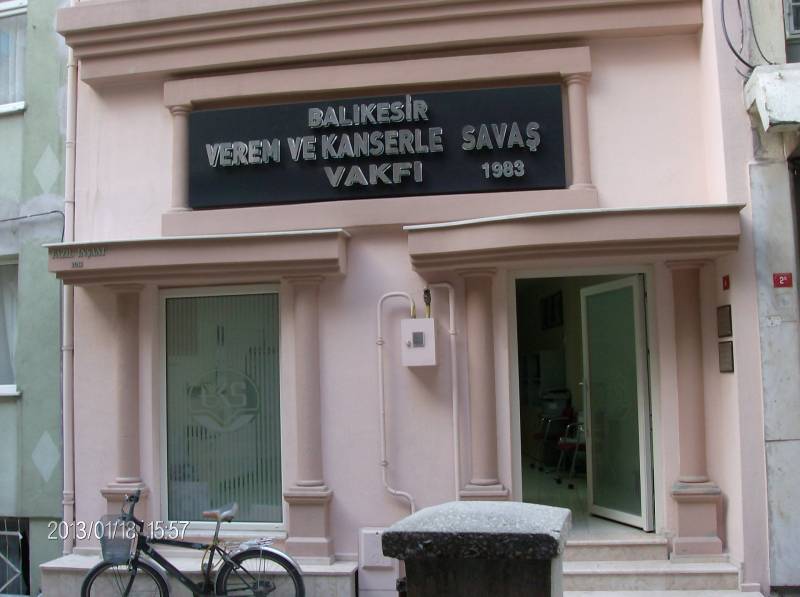 BALIKESİR
VEREM VE KANSERLE SAVAŞ
VAKFI 1983
2013/01/18 15:57